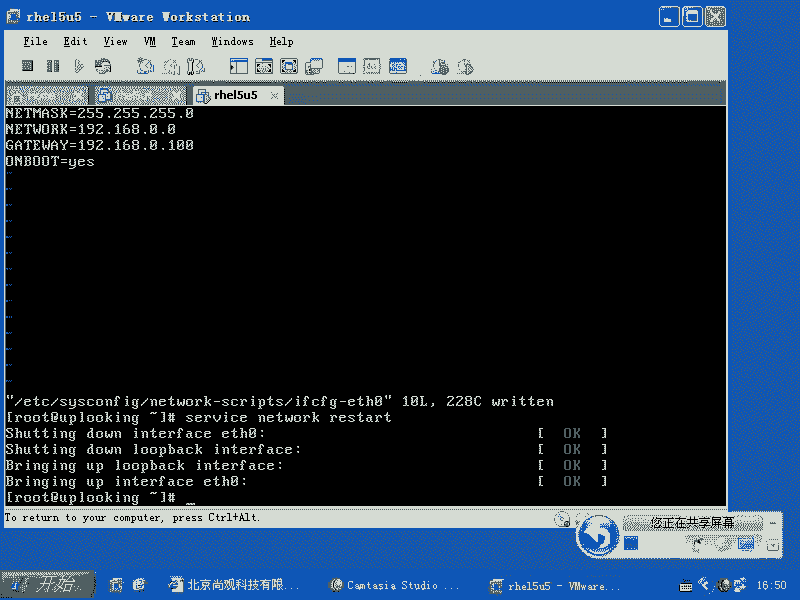 rhel5u5 - VMware Workstation
File Edit View VM Team Windows Help
rhel5u5
NETMASK=255.255.255.0
NETWORK=192.168.0.0
GATEWAY=192.168.0.100
ONBOOT=yes
~
~
~
~
~
~
~
~
~
~
~
~
~
~
"/etc/sysconfig/network-scripts/ifcfg-eth0" 10L, 228C written
[root@uplooking ~]# service network restart
Shutting down interface eth0: [ OK ]
Shutting down loopback interface: [ OK ]
Bringing up loopback interface: [ OK ]
Bringing up interface eth0: [ OK ]
[root@uplooking ~]# _
To return to your computer, press Ctrl+Alt.
您正在共享屏幕
开始 北京尚观科技有限... Camtasia Studio ... rhel5u5 - VMware... 16:50